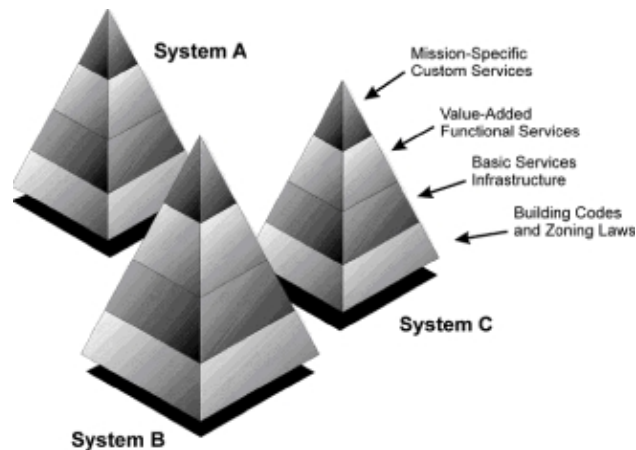 System A
Mission-Specific
Custom Services
Value-Added
Functional Services
Basic Services
Infrastructure
Building Codes
and Zoning Laws
System C
System B